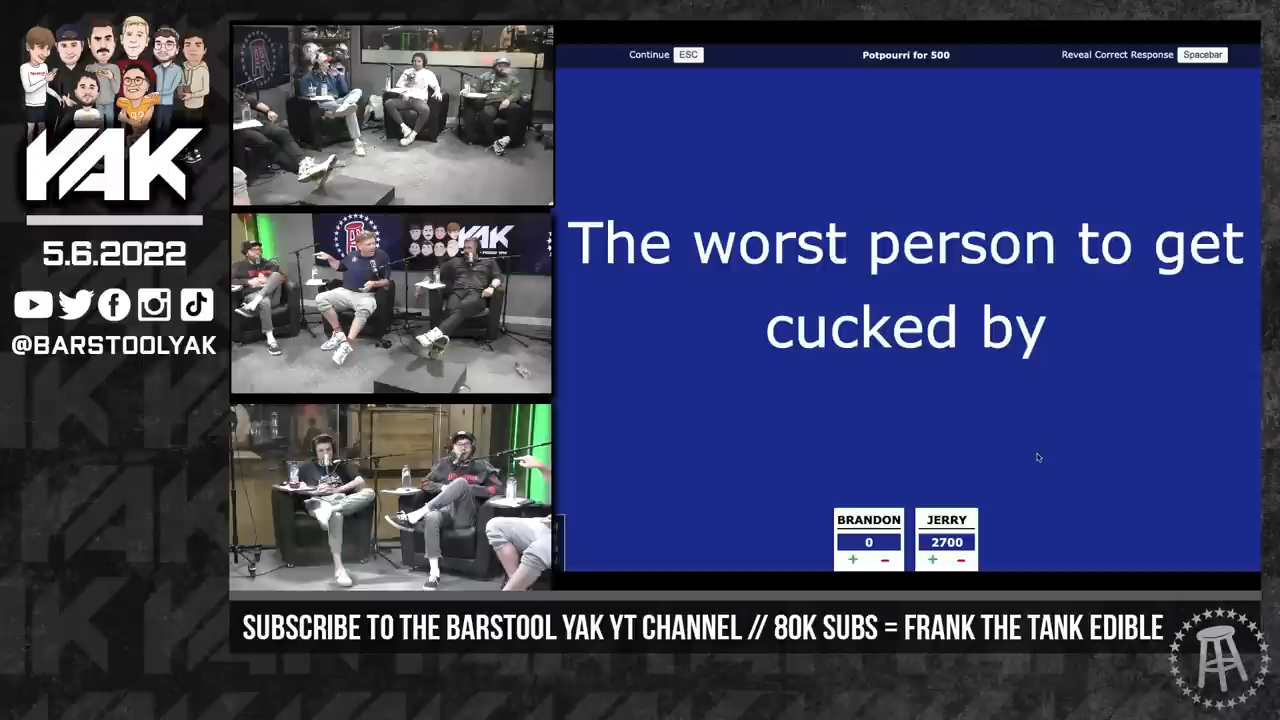 YAK
5.6.2022
@BARSTOOLYAK
YAK
Continue ESC
Potpourri for 500
Reveal Correct Response Spacebar
The worst person to get
cucked by
BRANDON
0
+ -
JERRY
2700
+ -
SUBSCRIBE TO THE BARSTOOL YAK YT CHANNEL // 80K SUBS = FRANK THE TANK EDIBLE